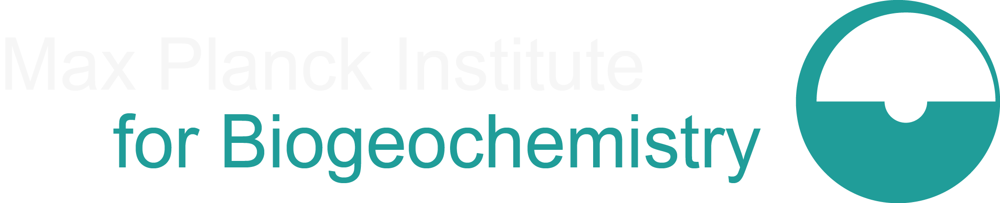 Max Planck Institute
for Biogeochemistry